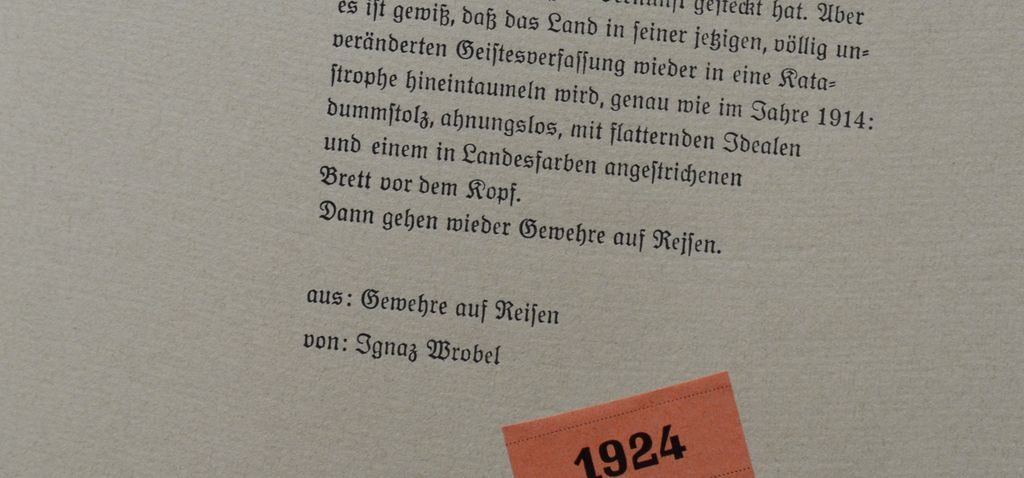 gesteckt hat. Aber
es ist gewiß, daß das Land in seiner jetzigen, völlig un=
veränderten Geistesverfassung wieder in eine Kata=
strophe hineintaumeln wird, genau wie im Jahre 1914:
dummstolz, ahnungslos, mit flatternden Idealen
und einem in Landesfarben angestrichenen
Brett vor dem Kopf.
Dann gehen wieder Gewehre auf Rejsen.
aus: Gewehre auf Reisen
von: Ignaz Wrobel
1924